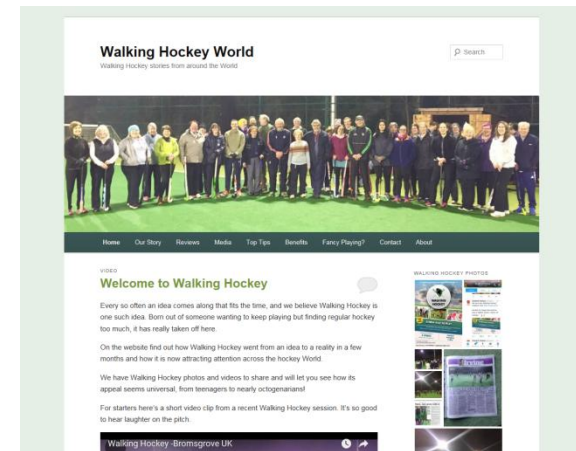 Walking Hockey World
Walking Hockey stories from around the World
Search
Home Our Story Reviews Media Top Tips Benefits Fancy Playing? Contact About
VIDEO
Welcome to Walking Hockey
Every so often an idea comes along that fits the time, and we believe Walking Hockey is
one such idea. Born out of someone wanting to keep playing but finding regular hockey
too much, it has really taken off here.
On the website find out how Walking Hockey went from an idea to a reality in a few
months and how it is now attracting attention across the hockey World.
We have Walking Hockey photos and videos to share and will let you see how its
appeal seems universal, from teenagers to nearly octogenarians!
For starters here's a short video clip from a recent Walking Hockey session. It's so good
to hear laughter on the pitch.
Walking Hockey -Bromsgrove UK
WALKING HOCKEY PHOTOS